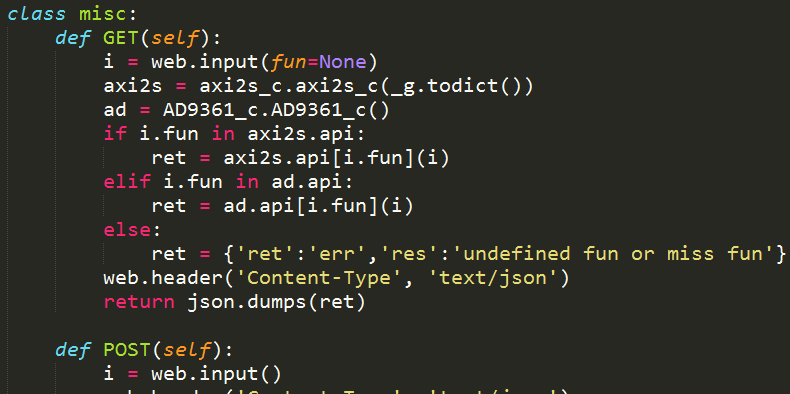 class misc:
    def GET(self):
        i = web.input(fun=None)
        axi2s = axi2s_c.axi2s_c(_g.todict())
        ad = AD9361_c.AD9361_c()
        if i.fun in axi2s.api:
            ret = axi2s.api[i.fun](i)
        elif i.fun in ad.api:
            ret = ad.api[i.fun](i)
        else:
            ret = {'ret':'err','res':'undefined fun or miss fun'}
        web.header('Content-Type', 'text/json')
        return json.dumps(ret)

    def POST(self):
        i = web.input()